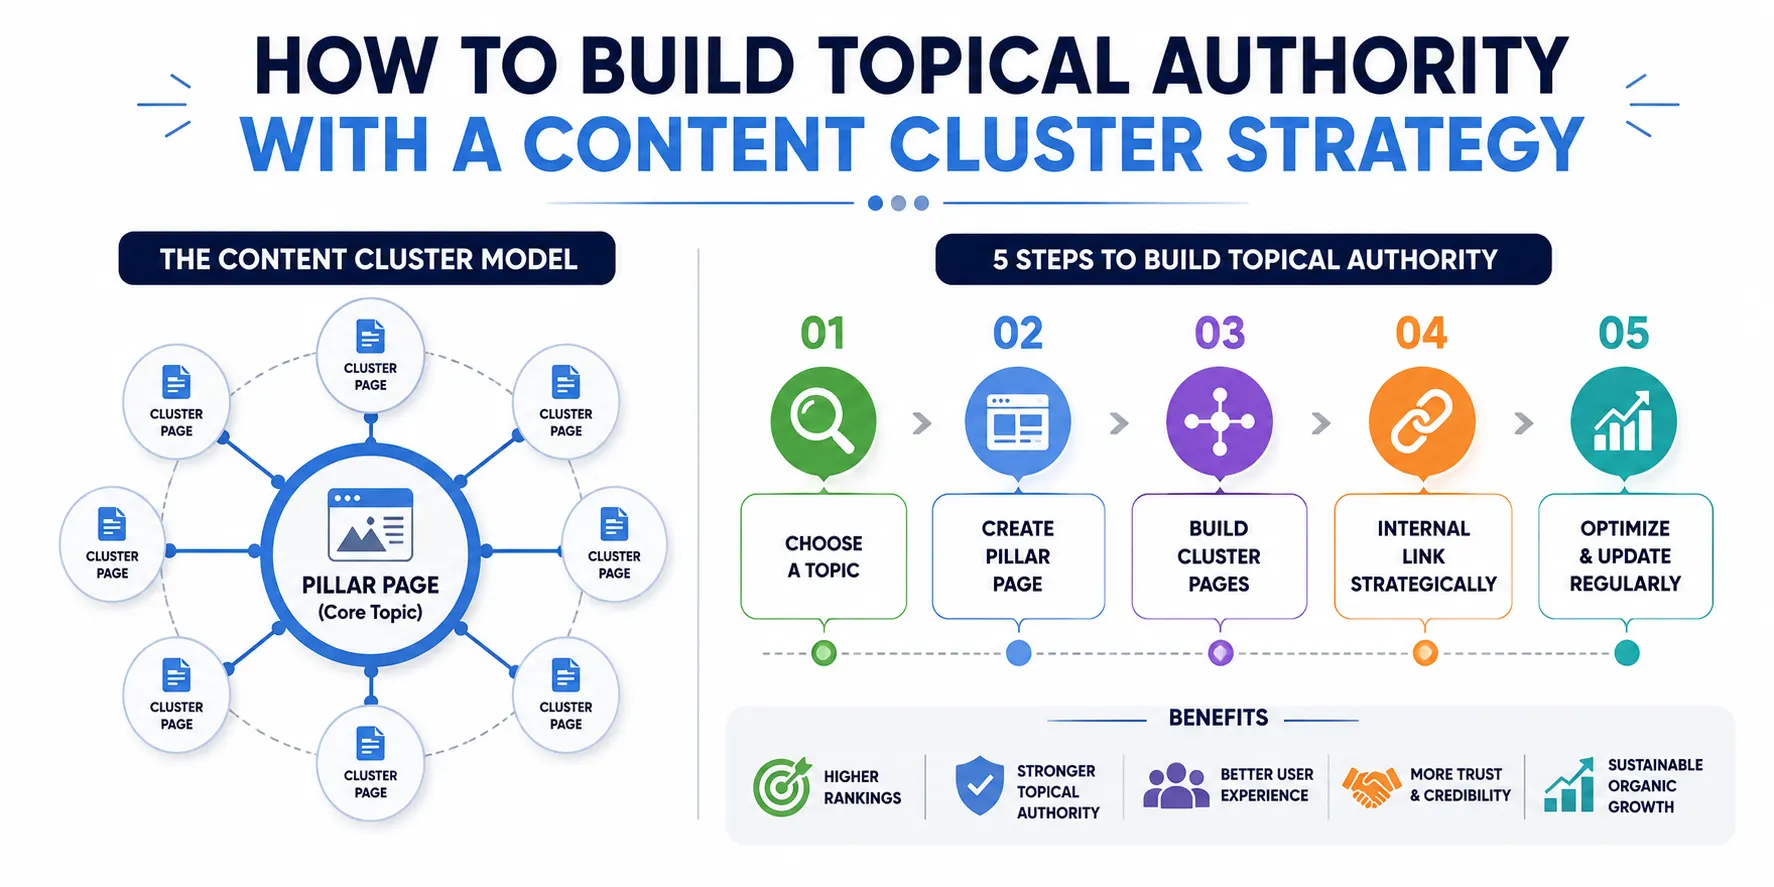 HOW TO BUILD TOPICAL AUTHORITY
WITH A CONTENT CLUSTER STRATEGY
THE CONTENT CLUSTER MODEL
CLUSTER
PAGE
CLUSTER
PAGE
CLUSTER
PAGE
CLUSTER
PAGE
PILLAR PAGE
(Core Topic)
CLUSTER
PAGE
CLUSTER
PAGE
CLUSTER
PAGE
CLUSTER
PAGE
5 STEPS TO BUILD TOPICAL AUTHORITY
01
CHOOSE
A TOPIC
02
CREATE
PILLAR
PAGE
03
BUILD
CLUSTER
PAGES
04
INTERNAL
LINK
STRATEGICALLY
05
OPTIMIZE
& UPDATE
REGULARLY
BENEFITS
HIGHER
RANKINGS
STRONGER
TOPICAL
AUTHORITY
BETTER USER
EXPERIENCE
MORE TRUST
& CREDIBILITY
SUSTAINABLE
ORGANIC
GROWTH